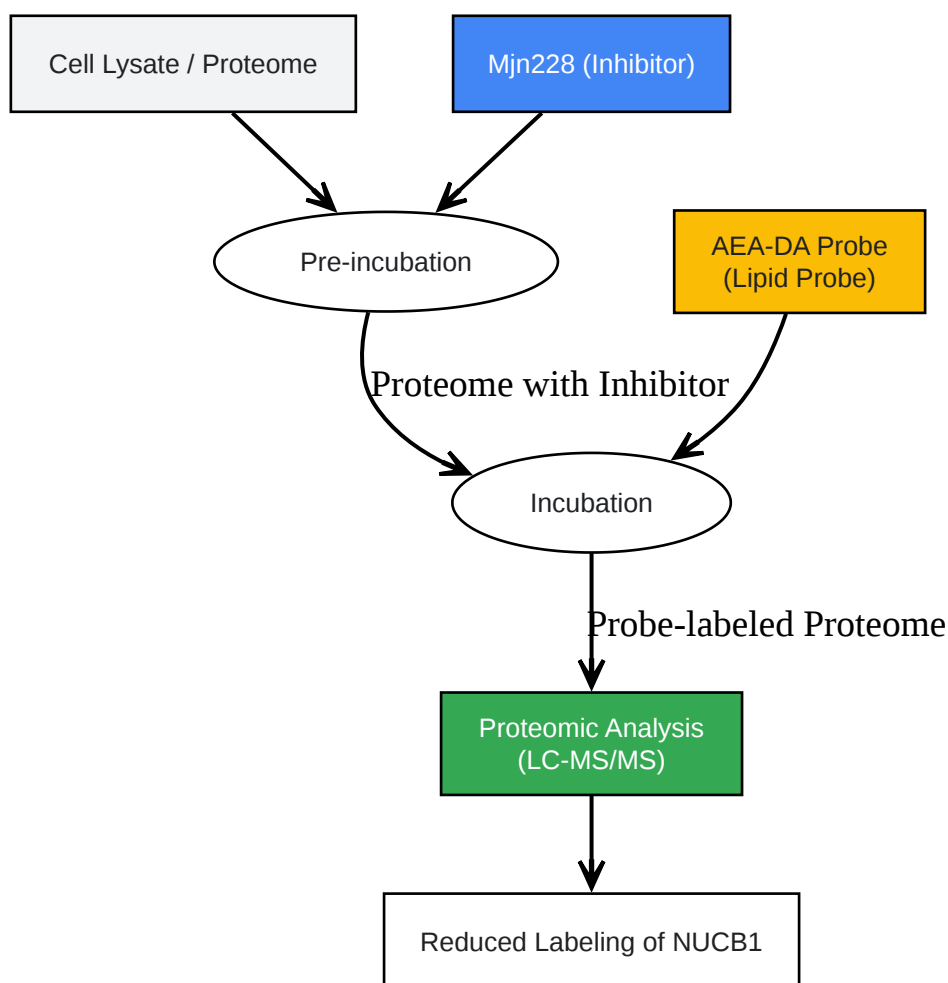 Cell Lysate / Proteome
Mjn228 (Inhibitor)
Pre-incubation
AEA-DA Probe
(Lipid Probe)
Proteome with Inhibitor
Incubation
Probe-labeled Proteome
Proteomic Analysis
(LC-MS/MS)
Reduced Labeling of NUCB1